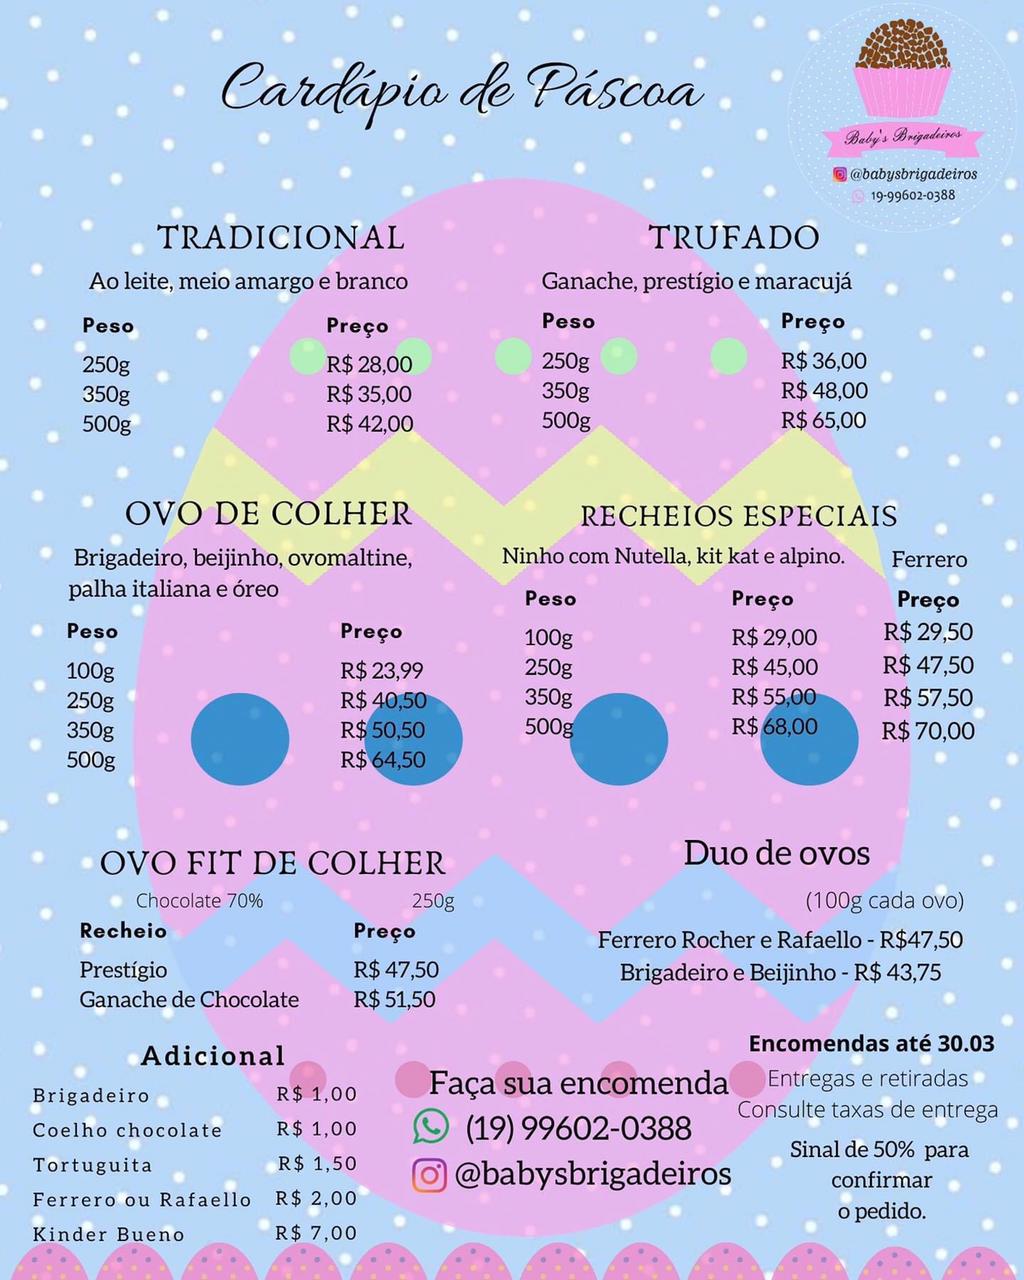 Cardápio de Páscoa
Baby's Brigadeiros
@babysbrigadeiros
19-99602-0388
TRADICIONAL
Ao leite, meio amargo e branco
Peso Preço
250g R$ 28,00
350g R$ 35,00
500g R$ 42,00
TRUFADO
Ganache, prestígio e maracujá
Peso Preço
250g R$ 36,00
350g R$ 48,00
500g R$ 65,00
OVO DE COLHER
Brigadeiro, beijinho, ovomaltine,
palha italiana e óreo
Peso Preço
100g R$ 23,99
250g R$ 40,50
350g R$ 50,50
500g R$ 64,50
RECHEIOS ESPECIAIS
Ninho com Nutella, kit kat e alpino. Ferrero
Peso Preço Preço
100g R$ 29,00 R$ 29,50
250g R$ 45,00 R$ 47,50
350g R$ 55,00 R$ 57,50
500g R$ 68,00 R$ 70,00
OVO FIT DE COLHER
Chocolate 70% 250g
Recheio Preço
Prestígio R$ 47,50
Ganache de Chocolate R$ 51,50
Duo de ovos
(100g cada ovo)
Ferrero Rocher e Rafaello - R$47,50
Brigadeiro e Beijinho - R$ 43,75
Adicional
Brigadeiro R$ 1,00
Coelho chocolate R$ 1,00
Tortuguita R$ 1,50
Ferrero ou Rafaello R$ 2,00
Kinder Bueno R$ 7,00
Faça sua encomenda
(19) 99602-0388
@babysbrigadeiros
Encomendas até 30.03
Entregas e retiradas
Consulte taxas de entrega
Sinal de 50% para
confirmar
o pedido.